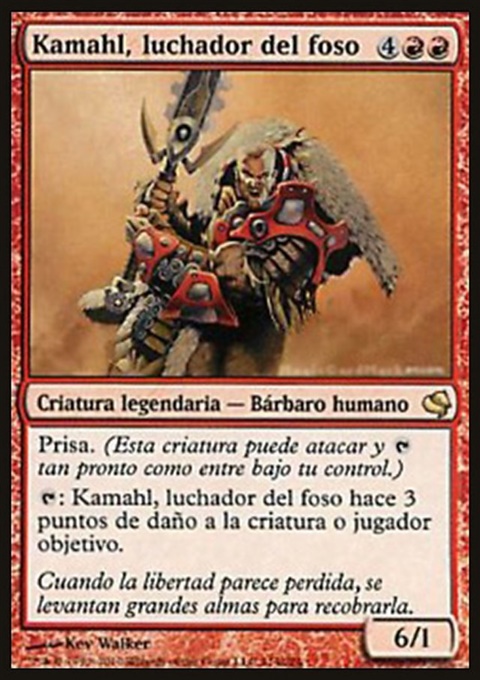 Kamahl, luchador del foso 4
Criatura legendaria — Bárbaro humano
Prisa. (Esta criatura puede atacar y
tan pronto como entre bajo tu control.)
: Kamahl, luchador del foso hace 3
puntos de daño a la criatura o jugador
objetivo.
Cuando la libertad parece perdida, se
levantan grandes almas para recobrarla.
Kev Walker
6/1